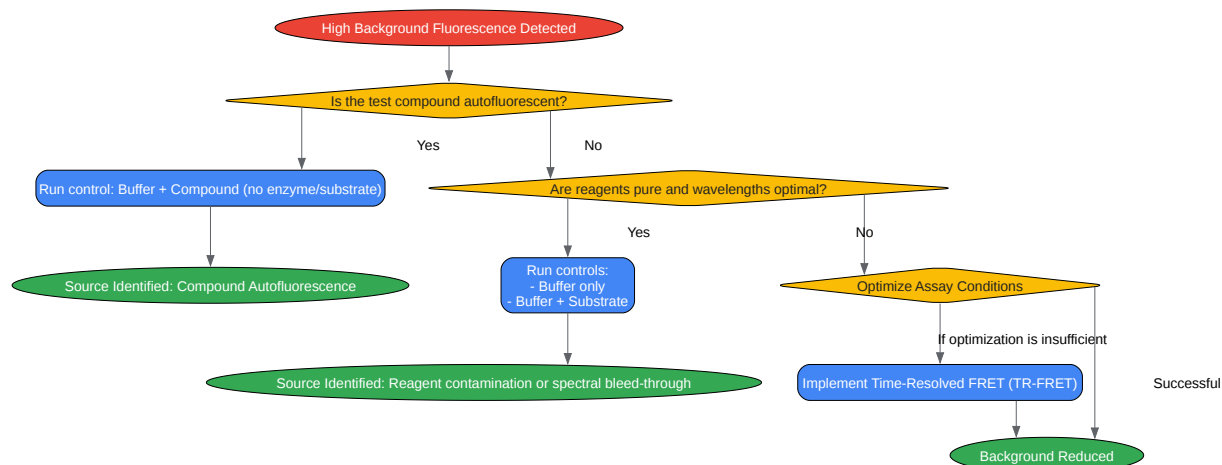 High Background Fluorescence Detected
Is the test compound autofluorescent?
Yes
No
Run control: Buffer + Compound (no enzyme/substrate)
Are reagents pure and wavelengths optimal?
Yes
No
Source Identified: Compound Autofluorescence
Run controls:
- Buffer only
- Buffer + Substrate
Optimize Assay Conditions
If optimization is insufficient
Source Identified: Reagent contamination or spectral bleed-through
Implement Time-Resolved FRET (TR-FRET)
Successful
Background Reduced